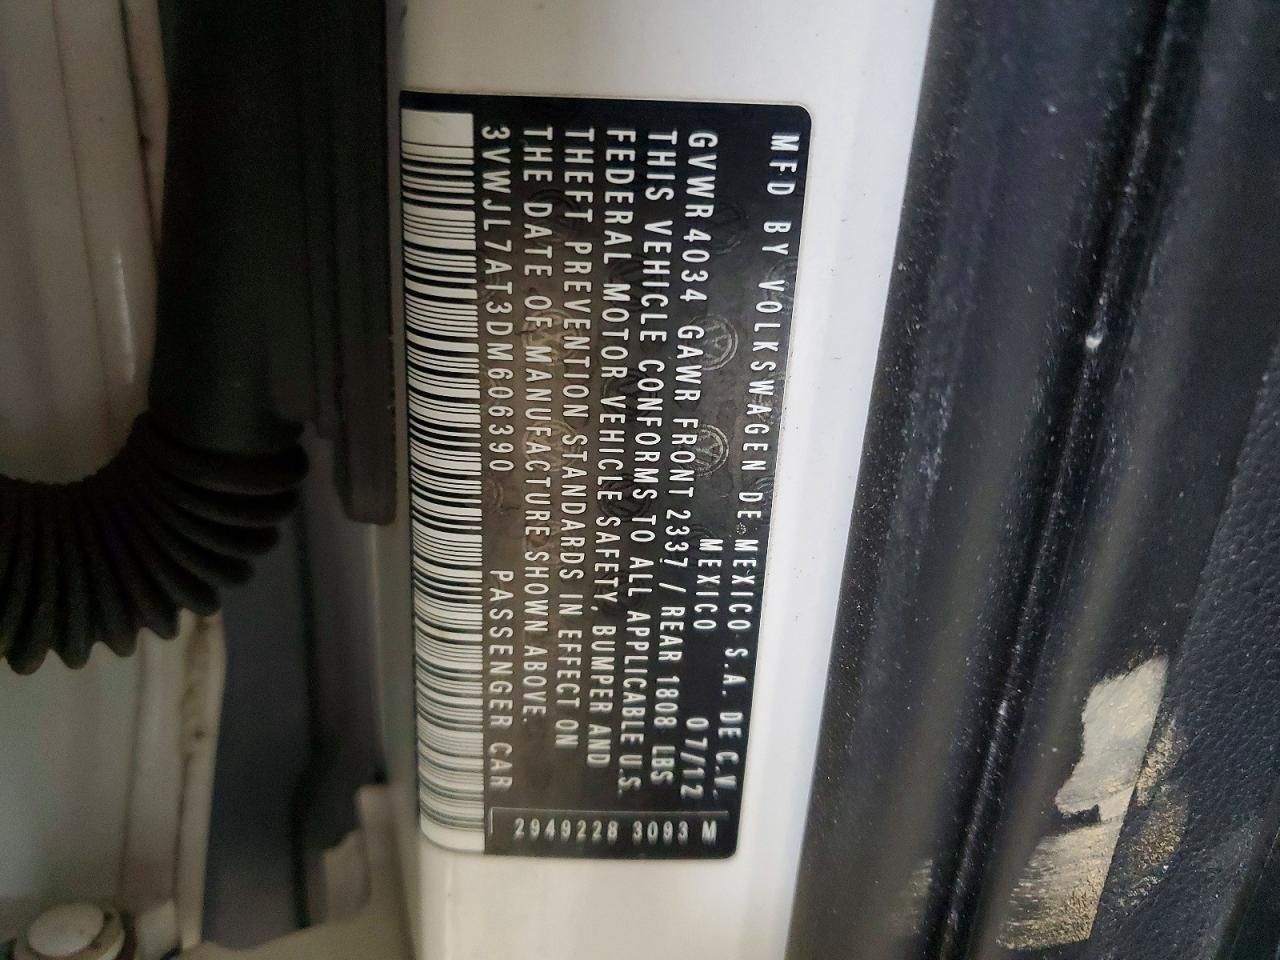 MFD BY VOLKSWAGEN DE MEXICO S.A. DE C.V.
MEXICO 07/12
GVWR 4034 GAWR FRONT 2337 / REAR 1808 LBS
THIS VEHICLE CONFORMS TO ALL APPLICABLE U.S.
FEDERAL MOTOR VEHICLE SAFETY, BUMPER AND
THEFT PREVENTION STANDARDS IN EFFECT ON
THE DATE OF MANUFACTURE SHOWN ABOVE.
3VWJL7AT3DM606390 PASSENGER CAR
2949228 3093 M